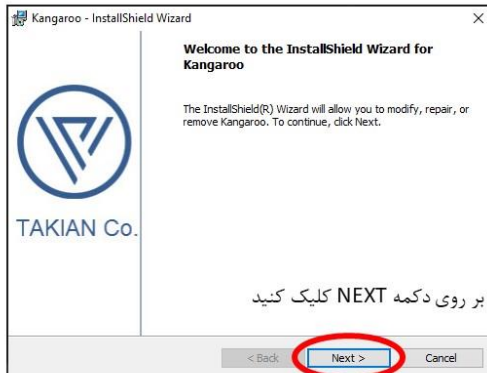 Kangaroo - InstallShield Wizard
Welcome to the InstallShield Wizard for
Kangaroo
The InstallShield(R) Wizard will allow you to modify, repair, or
remove Kangaroo. To continue, click Next.
TAKIAN Co.
بر روی دکمه NEXT کلیک کنید
< Back Next > Cancel